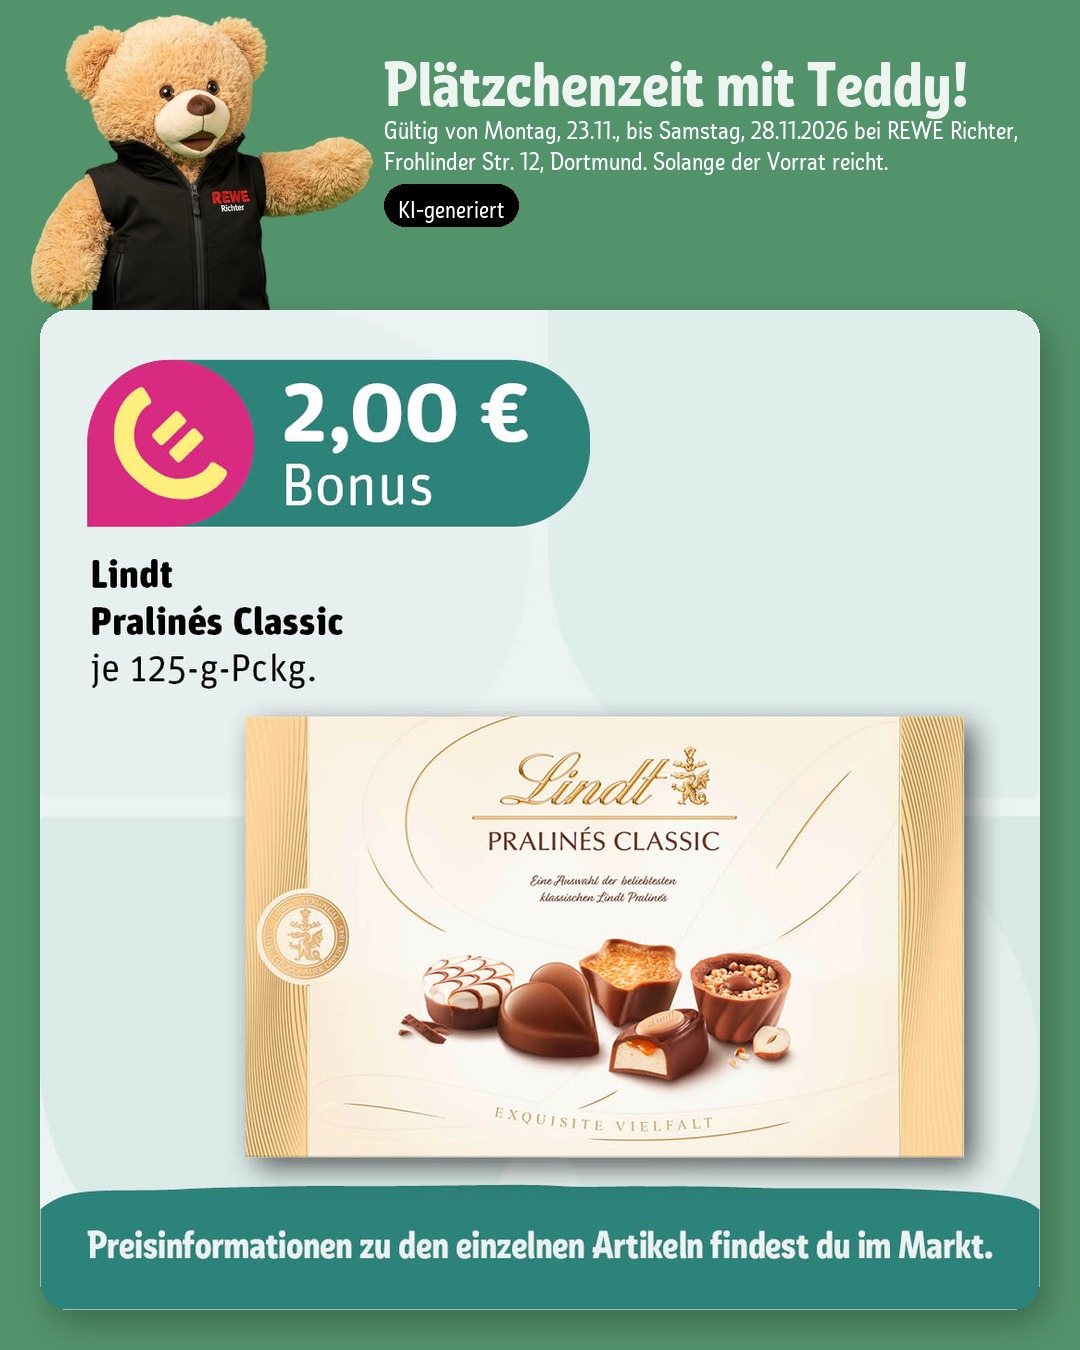 Plätzchenzeit mit Teddy!
Gültig von Montag, 23.11., bis Samstag, 28.11.2026 bei REWE Richter,
Frohlinder Str. 12, Dortmund. Solange der Vorrat reicht.
KI-generiert
REWE
Richter
2,00 €
Bonus
Lindt
Pralinés Classic
je 125-g-Pckg.
Lindt
PRALINÉS CLASSIC
Eine Auswahl der beliebtesten
klassischen Lindt Pralinés
Lindt
EXQUISITE VIELFALT
Preisinformationen zu den einzelnen Artikeln findest du im Markt.